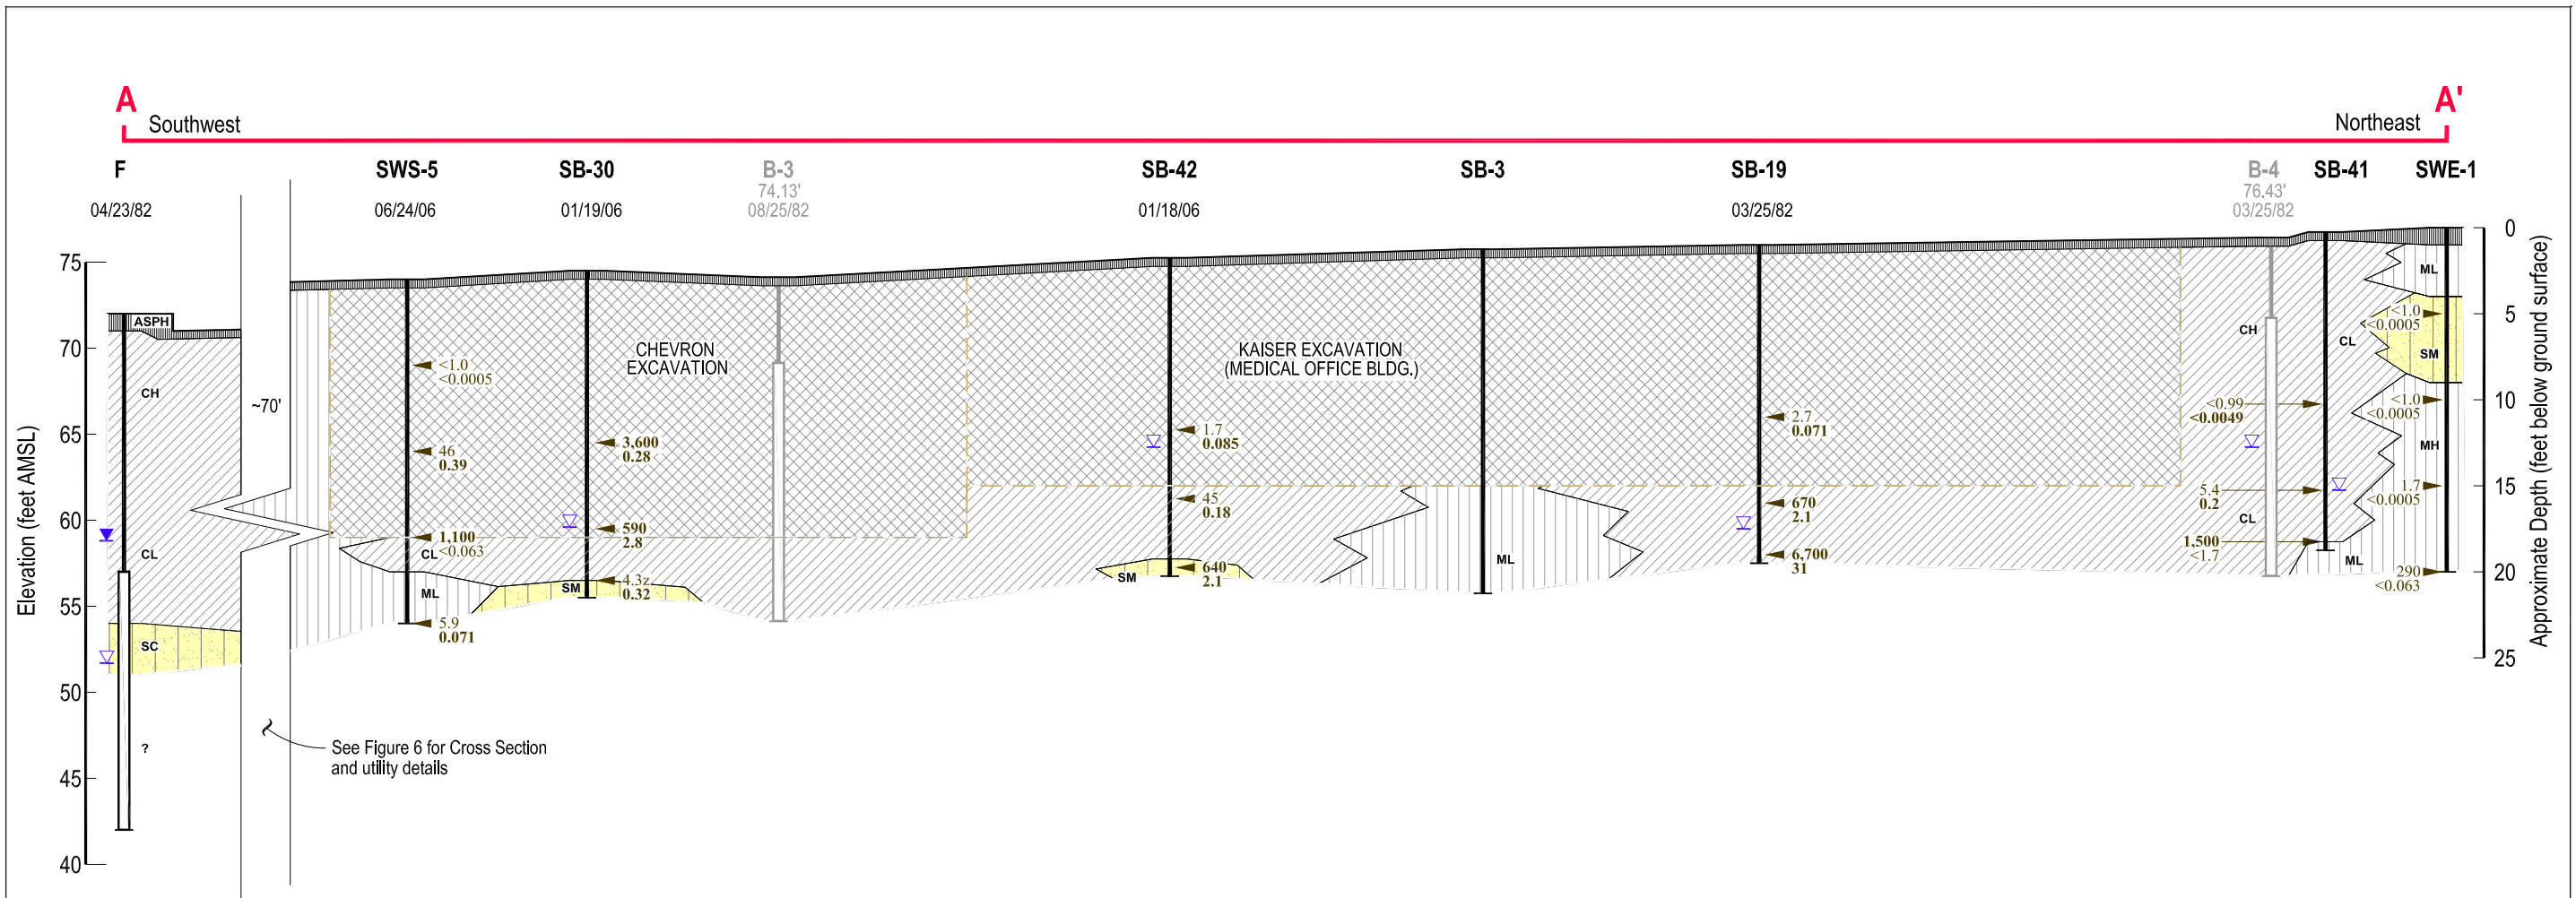 A
A'
Southwest
Northeast
F
04/23/82
SWS-5
06/24/06
SB-30
01/19/06
B-3
74.13'
08/25/82
SB-42
01/18/06
SB-3
SB-19
03/25/82
B-4
76.43'
03/25/82
SB-41
SWE-1
Elevation (feet AMSL)
75
70
65
60
55
50
45
40
ASPH
CH
CL
SC
?
~70'
See Figure 6 for Cross Section
and utility details
<1.0
<0.0005
46
0.39
1,100
<0.063
CL
ML
5.9
0.071
CHEVRON
EXCAVATION
3,600
0.28
590
2.8
4.3z
0.32
SM
KAISER EXCAVATION
(MEDICAL OFFICE BLDG.)
1.7
0.085
45
0.18
640
2.1
SM
ML
2.7
0.071
670
2.1
6,700
31
CH
CL
CL
<0.99
<0.0049
5.4
0.2
1,500
<1.7
ML
ML
<1.0
<0.0005
SM
<1.0
<0.0005
MH
1.7
<0.0005
290
<0.063
0
5
10
15
20
25
Approximate Depth (feet below ground surface)